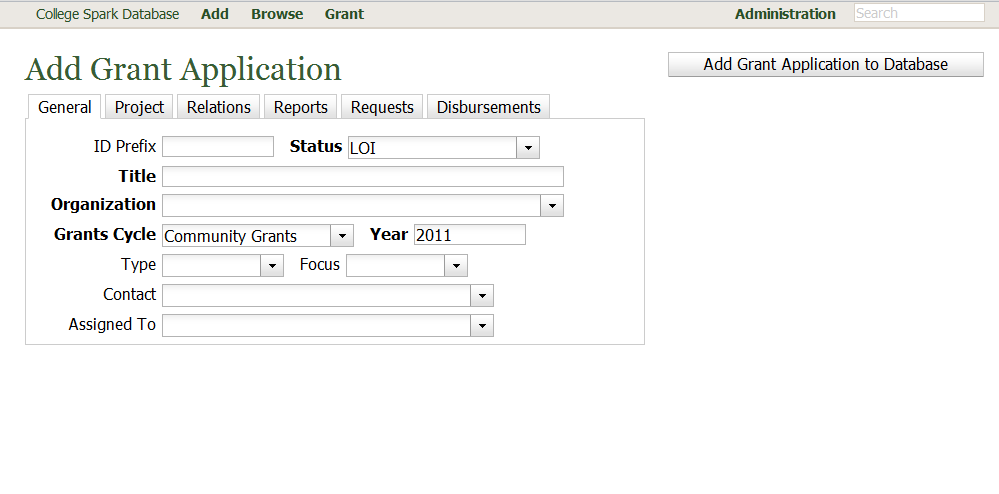 College Spark Database Add Browse Grant Administration Search
Add Grant Application
Add Grant Application to Database
General Project Relations Reports Requests Disbursements
ID Prefix Status LOI
Title
Organization
Grants Cycle Community Grants Year 2011
Type Focus
Contact
Assigned To